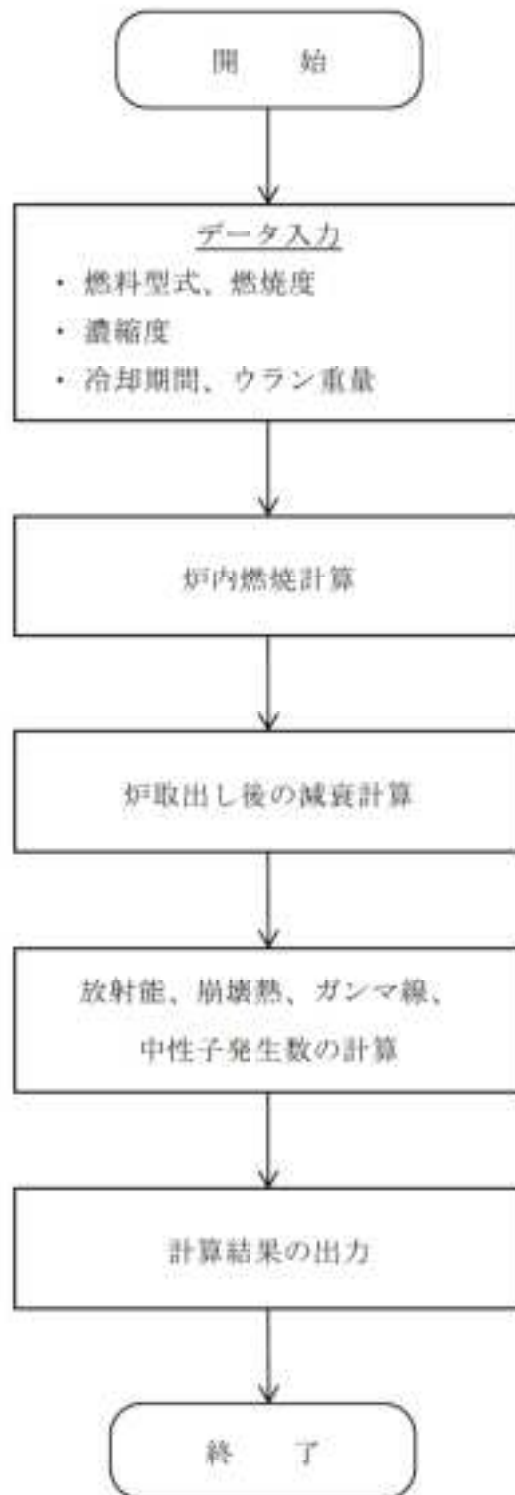 開　始
データ入力
・燃料型式、燃焼度
・濃縮度
・冷却期間、ウラン重量
炉内燃焼計算
炉取出し後の減衰計算
放射能、崩壊熱、ガンマ線、
中性子発生数の計算
計算結果の出力
終　了